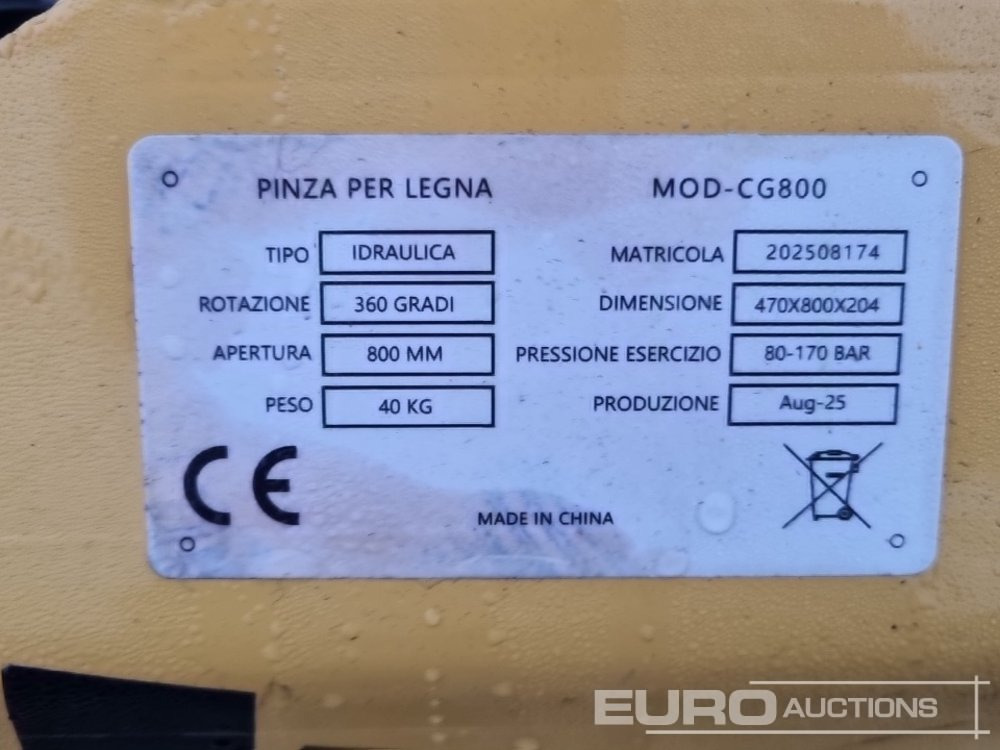 PINZA PER LEGNA MOD-CG800
TIPO IDRAULICA MATRICOLA 202508174
ROTAZIONE 360 GRADI DIMENSIONE 470X800X204
APERTURA 800 MM PRESSIONE ESERCIZIO 80-170 BAR
PESO 40 KG PRODUZIONE Aug-25
CE
MADE IN CHINA
EURO AUCTIONS